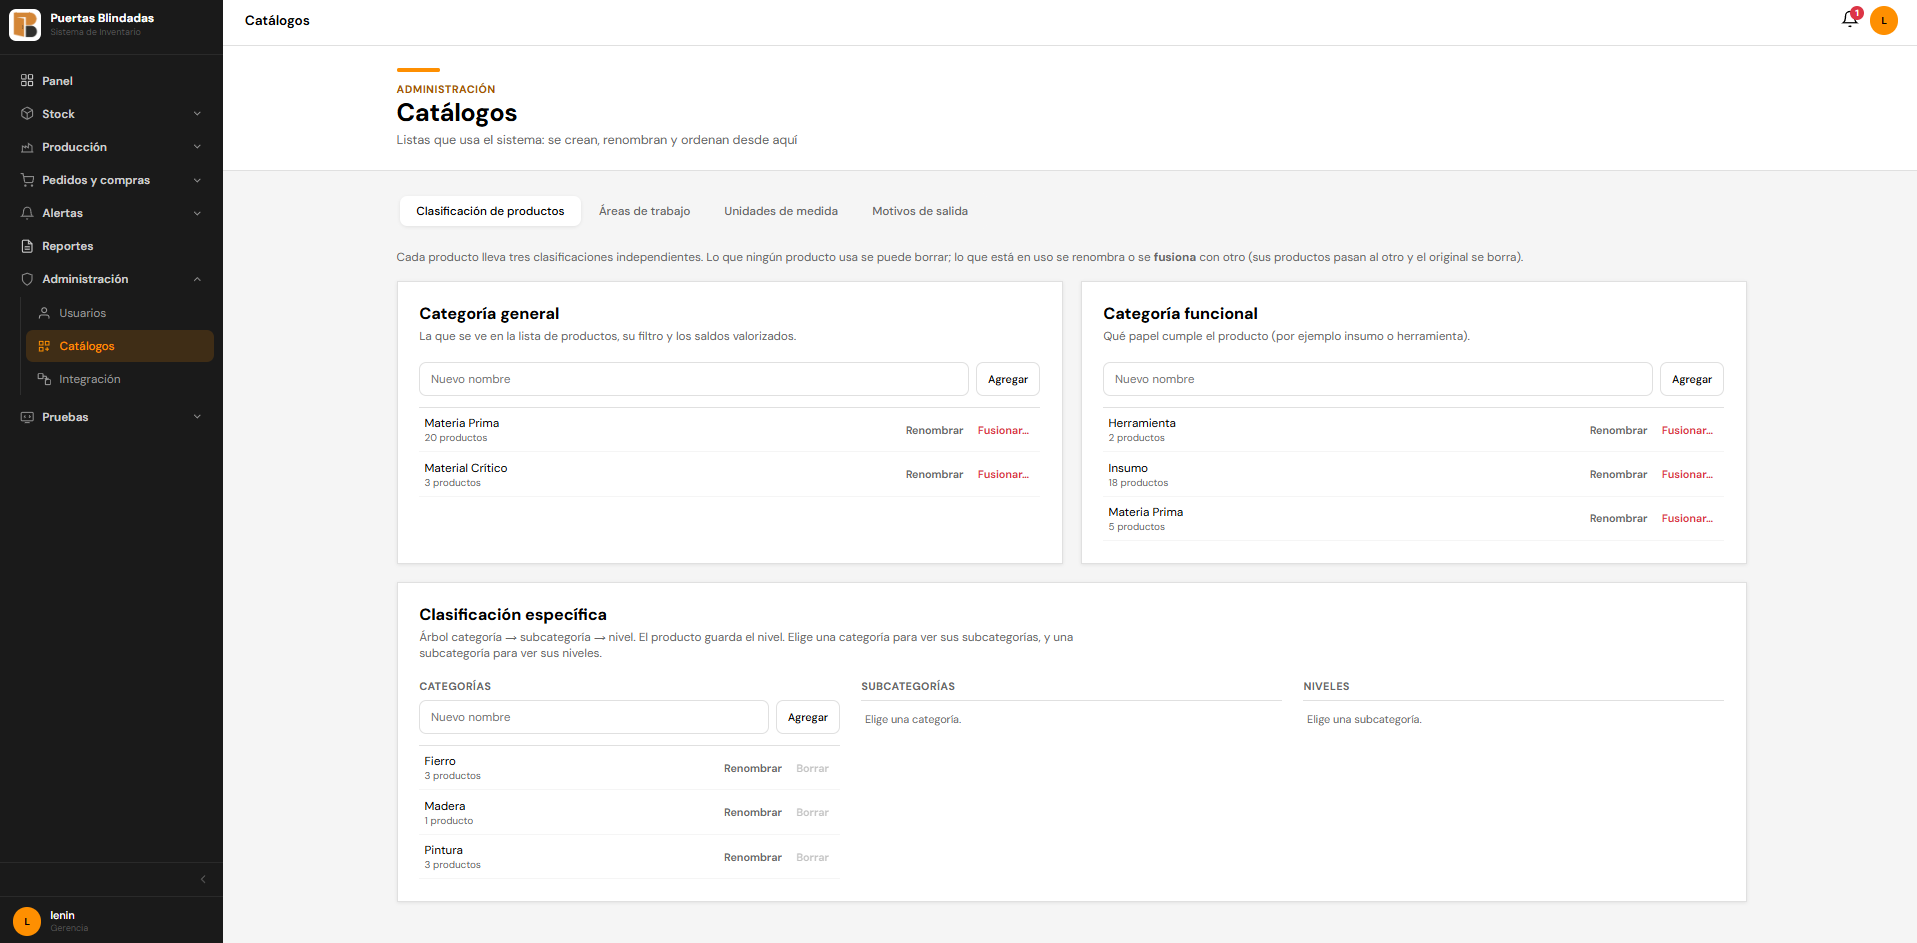 Puertas Blindadas
Sistema de Inventario
Panel
Stock
Producción
Pedidos y compras
Alertas
Reportes
Administración
Usuarios
Catálogos
Integración
Pruebas
L
lenin
Gerencia
Catálogos
1
L
ADMINISTRACIÓN
Catálogos
Listas que usa el sistema: se crean, renombran y ordenan desde aquí
Clasificación de productos Áreas de trabajo Unidades de medida Motivos de salida
Cada producto lleva tres clasificaciones independientes. Lo que ningún producto usa se puede borrar; lo que está en uso se renombra o se fusiona con otro (sus productos pasan al otro y el original se borra).
Categoría general
La que se ve en la lista de productos, su filtro y los saldos valorizados.
Nuevo nombre Agregar
Materia Prima
20 productos
Renombrar Fusionar...
Material Crítico
3 productos
Renombrar Fusionar...
Categoría funcional
Qué papel cumple el producto (por ejemplo insumo o herramienta).
Nuevo nombre Agregar
Herramienta
2 productos
Renombrar Fusionar...
Insumo
18 productos
Renombrar Fusionar...
Materia Prima
5 productos
Renombrar Fusionar...
Clasificación específica
Árbol categoría → subcategoría → nivel. El producto guarda el nivel. Elige una categoría para ver sus subcategorías, y una
subcategoría para ver sus niveles.
CATEGORÍAS
Nuevo nombre Agregar
Fierro
3 productos
Renombrar Borrar
Madera
1 producto
Renombrar Borrar
Pintura
3 productos
Renombrar Borrar
SUBCATEGORÍAS
Elige una categoría.
NIVELES
Elige una subcategoría.